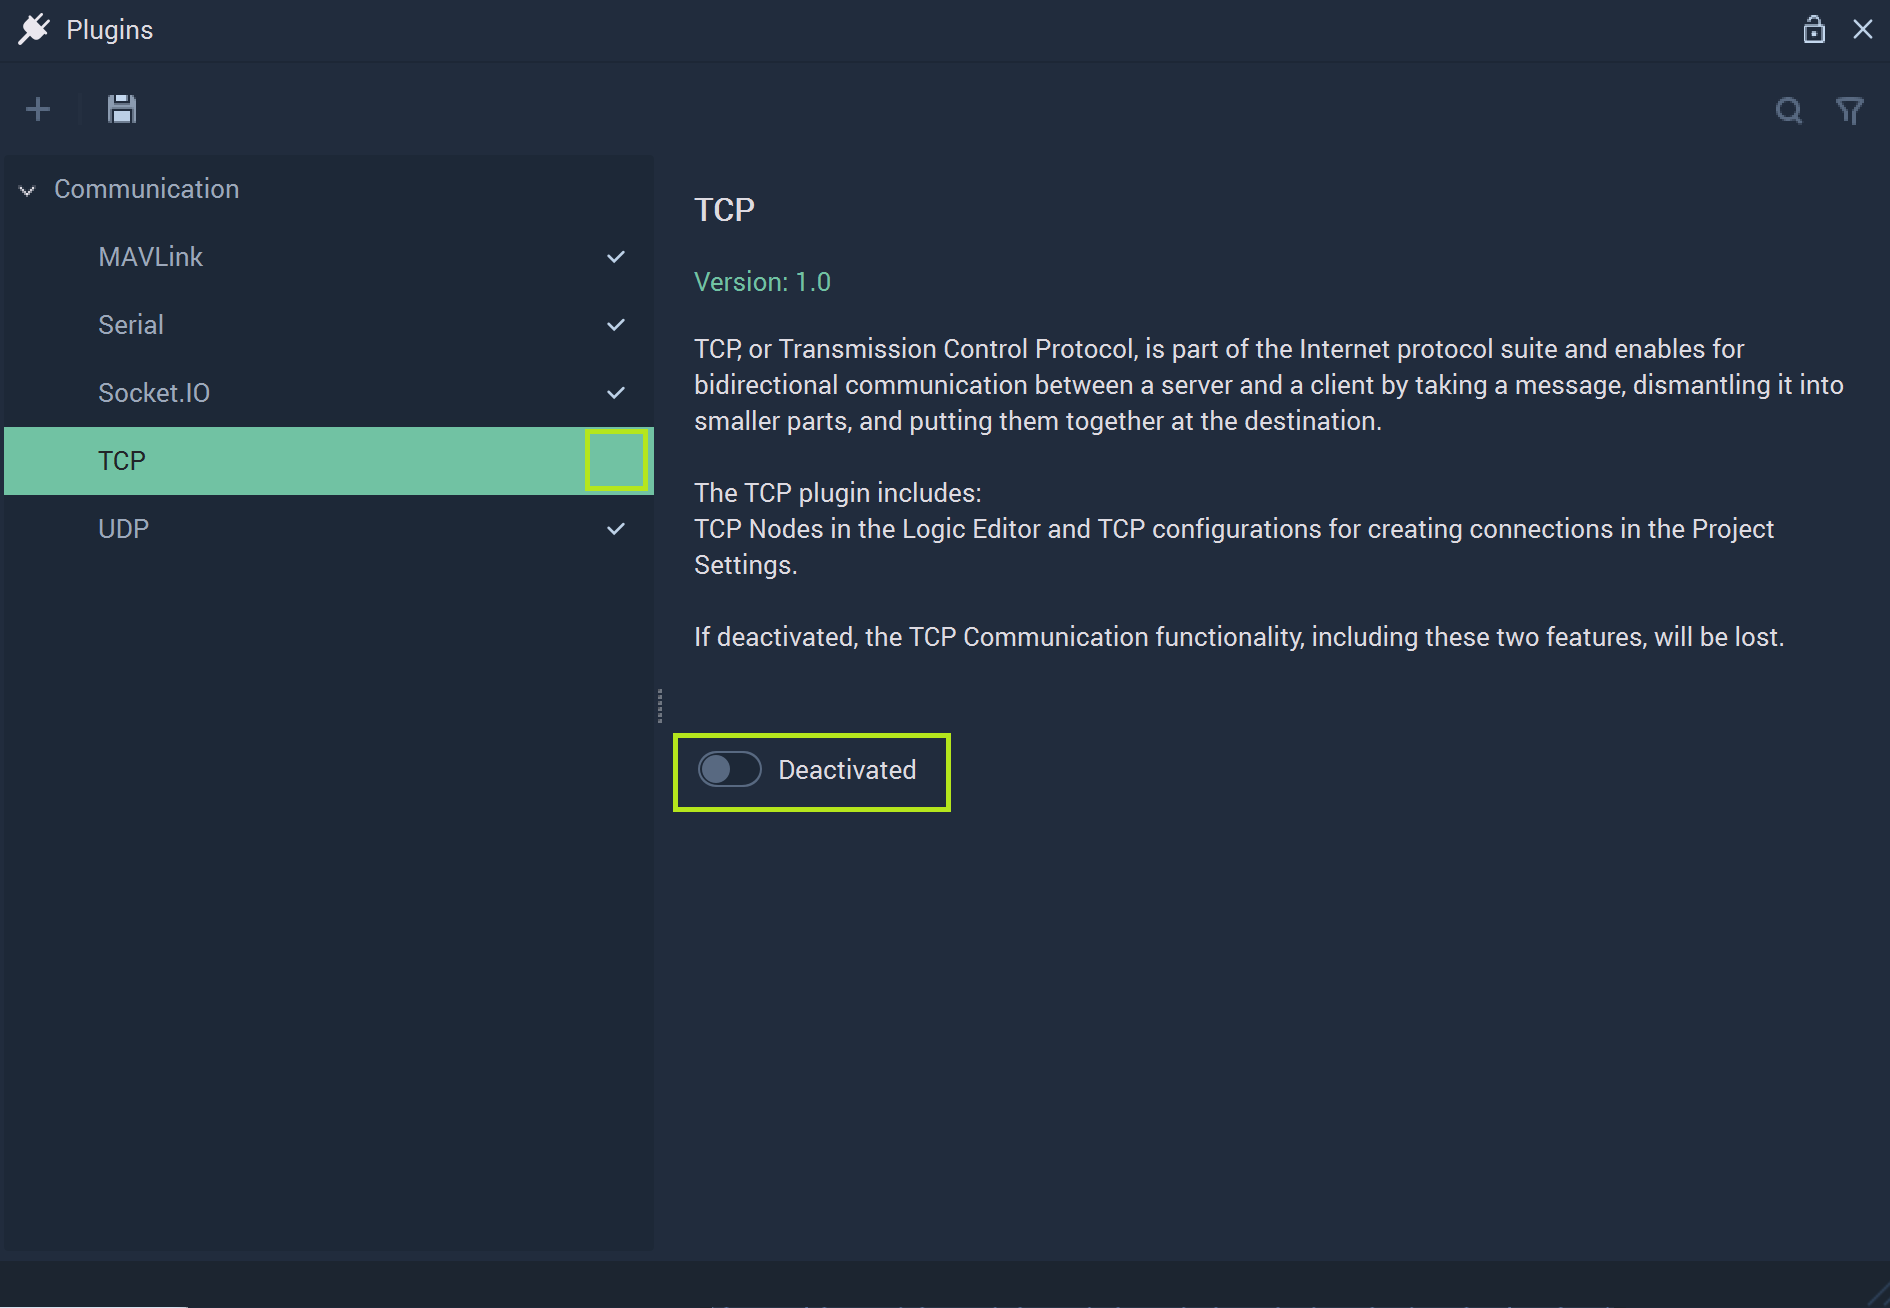 Plugins
Communication
MAVLink
Serial
Socket.IO
TCP
UDP
TCP
Version: 1.0
TCP, or Transmission Control Protocol, is part of the Internet protocol suite and enables for
bidirectional communication between a server and a client by taking a message, dismantling it into
smaller parts, and putting them together at the destination.
The TCP plugin includes:
TCP Nodes in the Logic Editor and TCP configurations for creating connections in the Project
Settings.
If deactivated, the TCP Communication functionality, including these two features, will be lost.
Deactivated